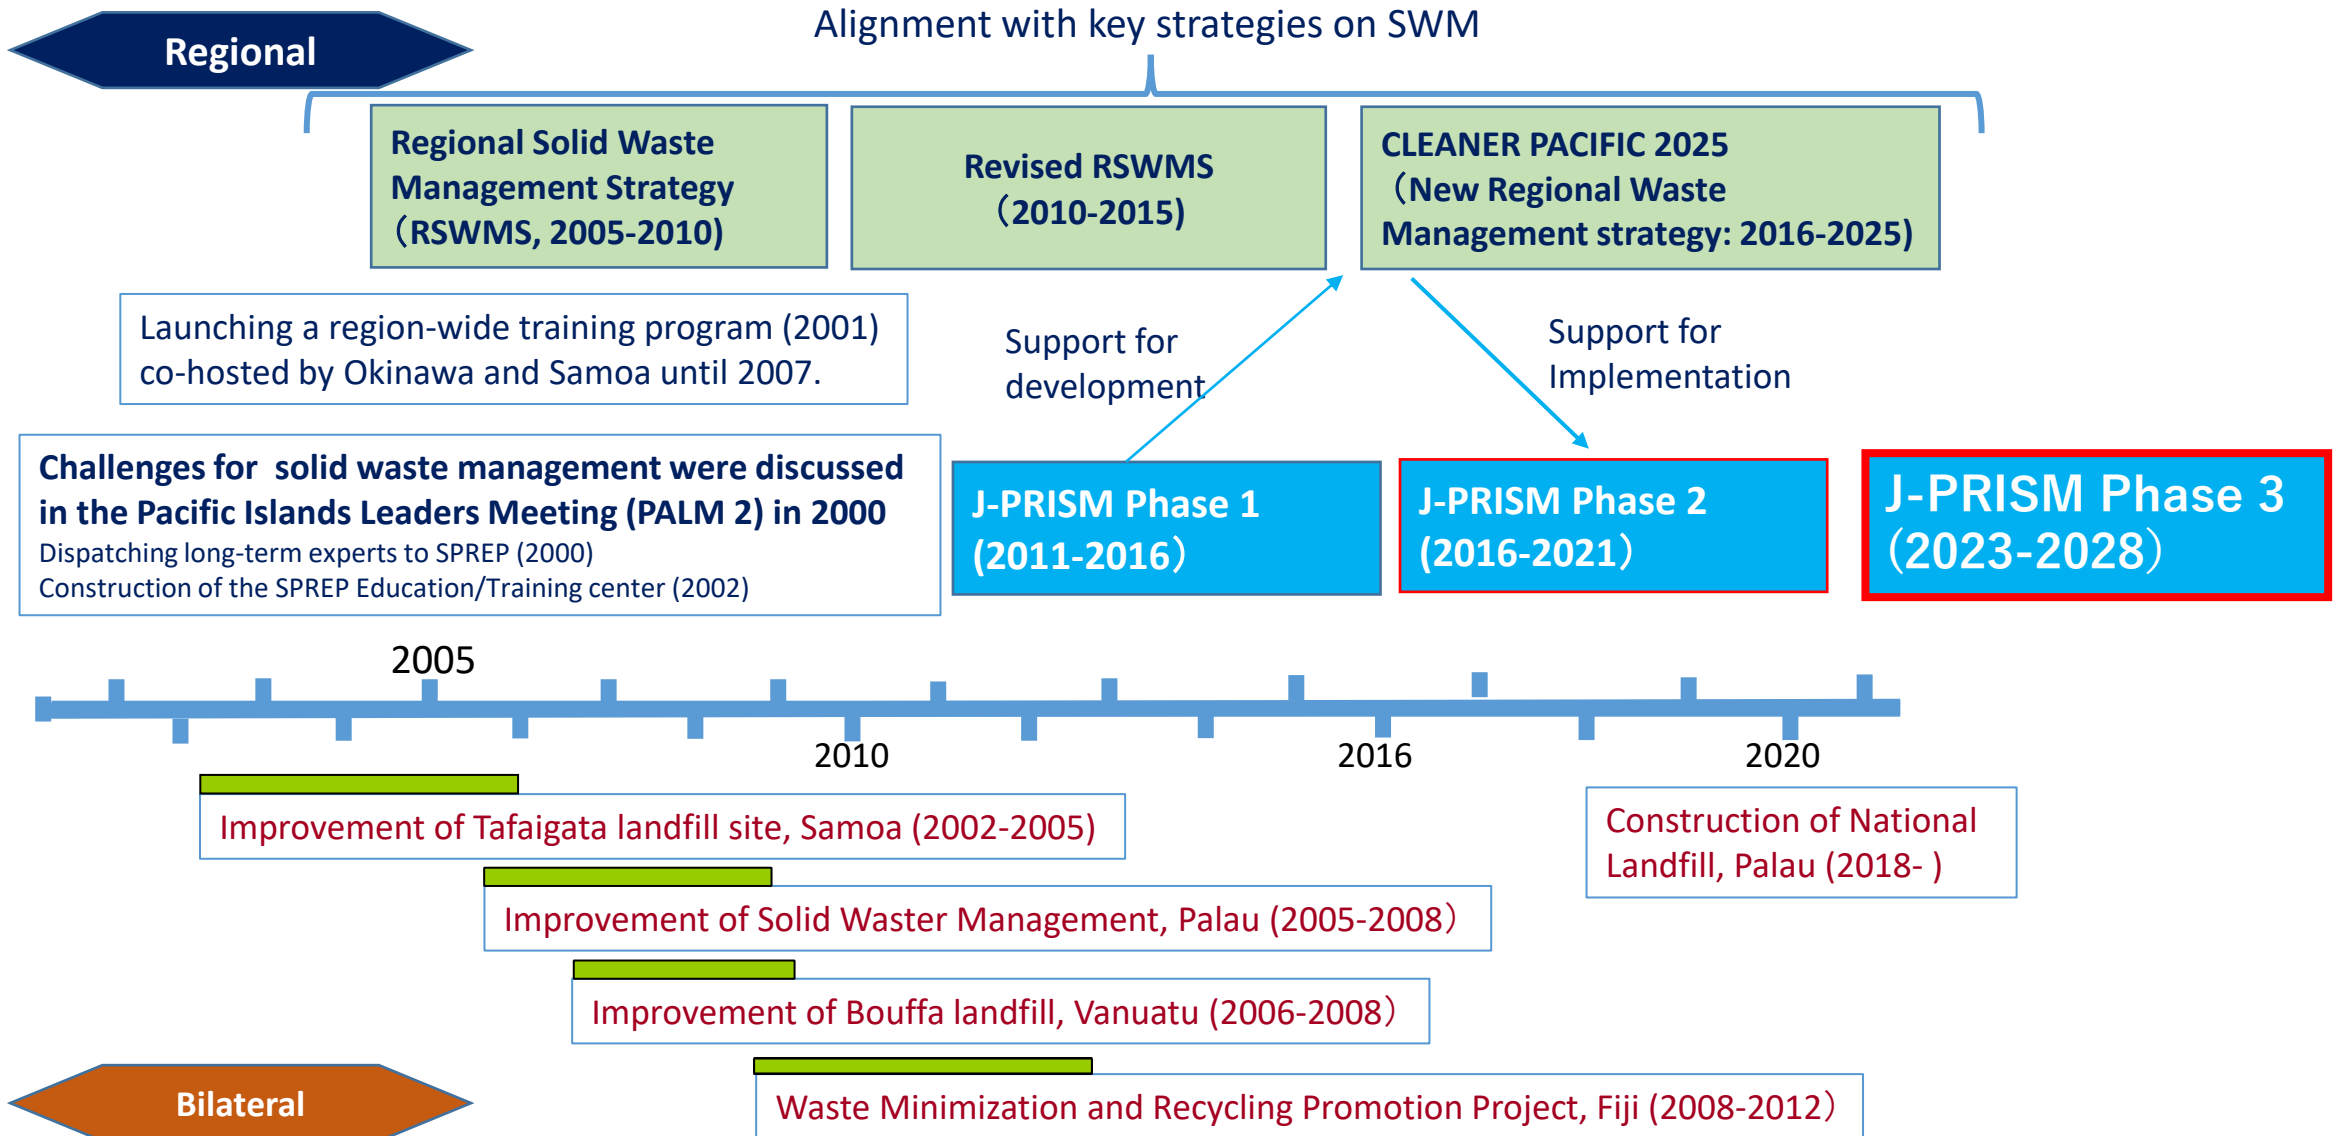 Regional
Alignment with key strategies on SWM
Regional Solid Waste
Management Strategy
（RSWMS, 2005-2010)
Revised RSWMS
（2010-2015)
CLEANER PACIFIC 2025
（New Regional Waste
Management strategy: 2016-2025)
Launching a region-wide training program (2001)
co-hosted by Okinawa and Samoa until 2007.
Support for
development
Support for
Implementation
Challenges for  solid waste management were discussed
in the Pacific Islands Leaders Meeting (PALM 2) in 2000
Dispatching long-term experts to SPREP (2000)
Construction of the SPREP Education/Training center (2002)
J-PRISM Phase 1
(2011-2016）
J-PRISM Phase 2
(2016-2021）
J-PRISM Phase 3
（2023-2028）
2005
2010
2016
2020
Improvement of Tafaigata landfill site, Samoa (2002-2005)
Construction of National
Landfill, Palau (2018- )
Improvement of Solid Waster Management, Palau (2005-2008）
Improvement of Bouffa landfill, Vanuatu (2006-2008）
Bilateral
Waste Minimization and Recycling Promotion Project, Fiji (2008-2012）